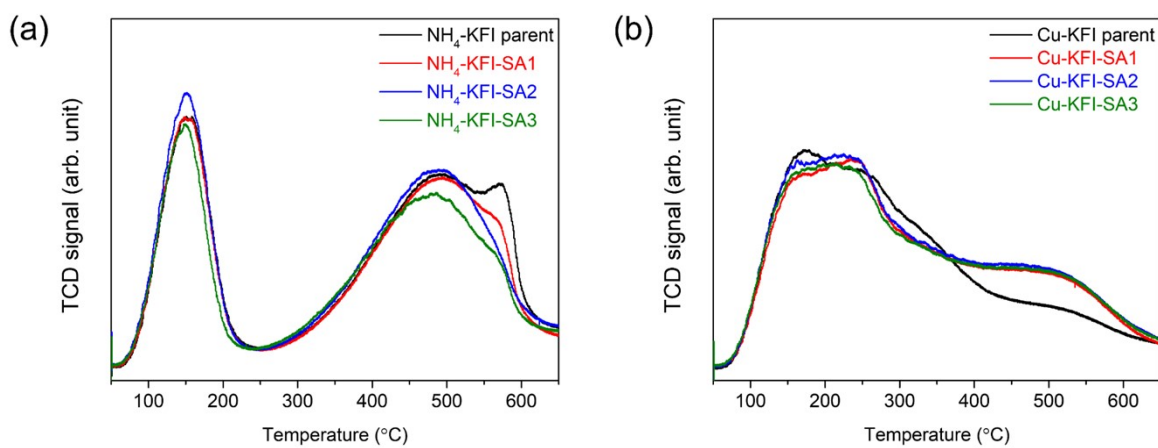 (a)
NH₄-KFI parent
NH₄-KFI-SA1
NH₄-KFI-SA2
NH₄-KFI-SA3
TCD signal (arb. unit)
100 200 300 400 500 600
Temperature (°C)
(b)
Cu-KFI parent
Cu-KFI-SA1
Cu-KFI-SA2
Cu-KFI-SA3
TCD signal (arb. unit)
100 200 300 400 500 600
Temperature (°C)